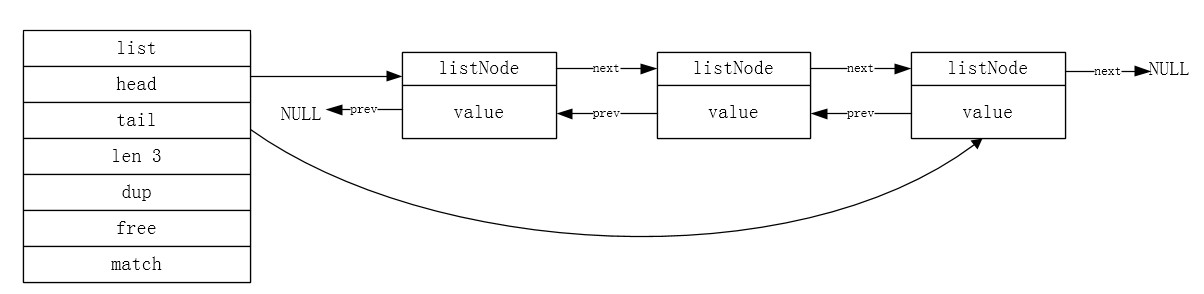 list
head
tail
len 3
dup
free
match
NULL
prev
listNode
value
next
prev
listNode
value
next
prev
listNode
value
next
NULL